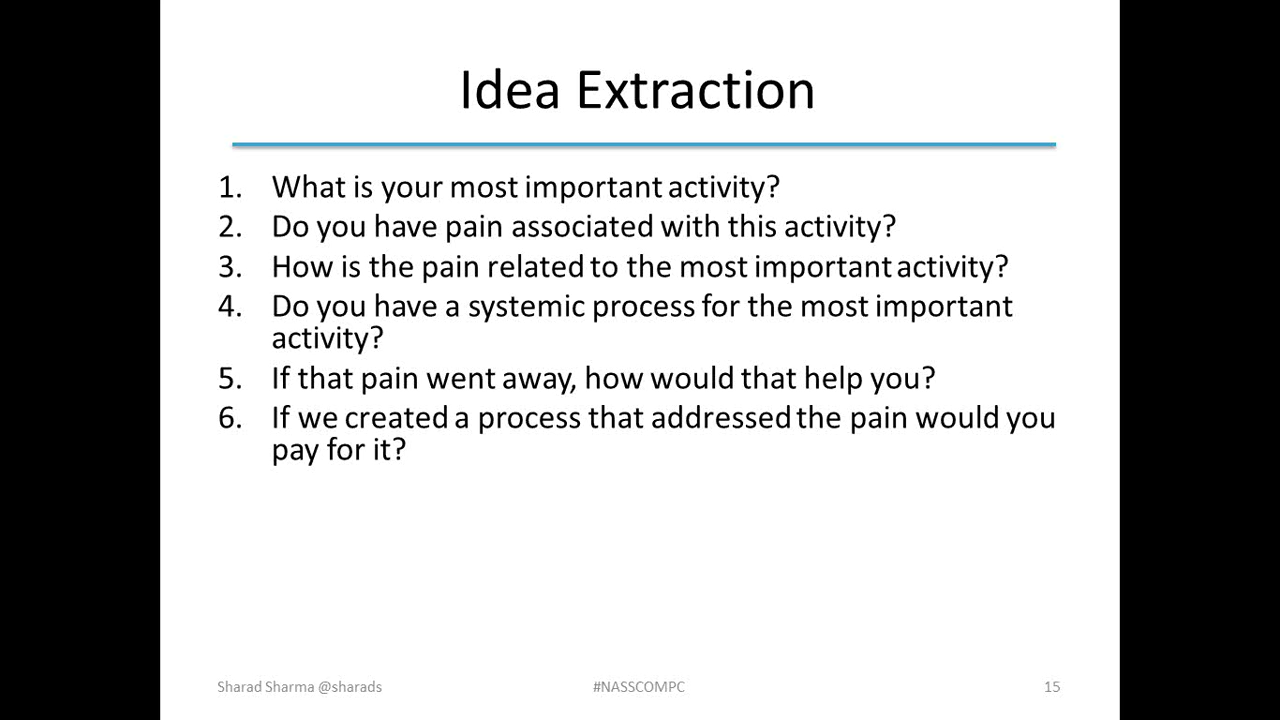 Idea Extraction
1. What is your most important activity?
2. Do you have pain associated with this activity?
3. How is the pain related to the most important activity?
4. Do you have a systemic process for the most important
activity?
5. If that pain went away, how would that help you?
6. If we created a process that addressed the pain would you
pay for it?
Sharad Sharma @sharads
#NASSCOMPC
15